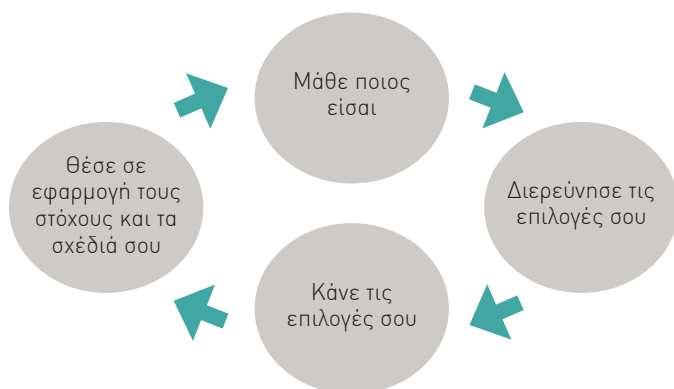 Μάθε ποιος
είσαι
Διερεύνησε τις
επιλογές σου
Κάνε τις
επιλογές σου
Θέσε σε
εφαρμογή τους
στόχους και τα
σχέδιά σου